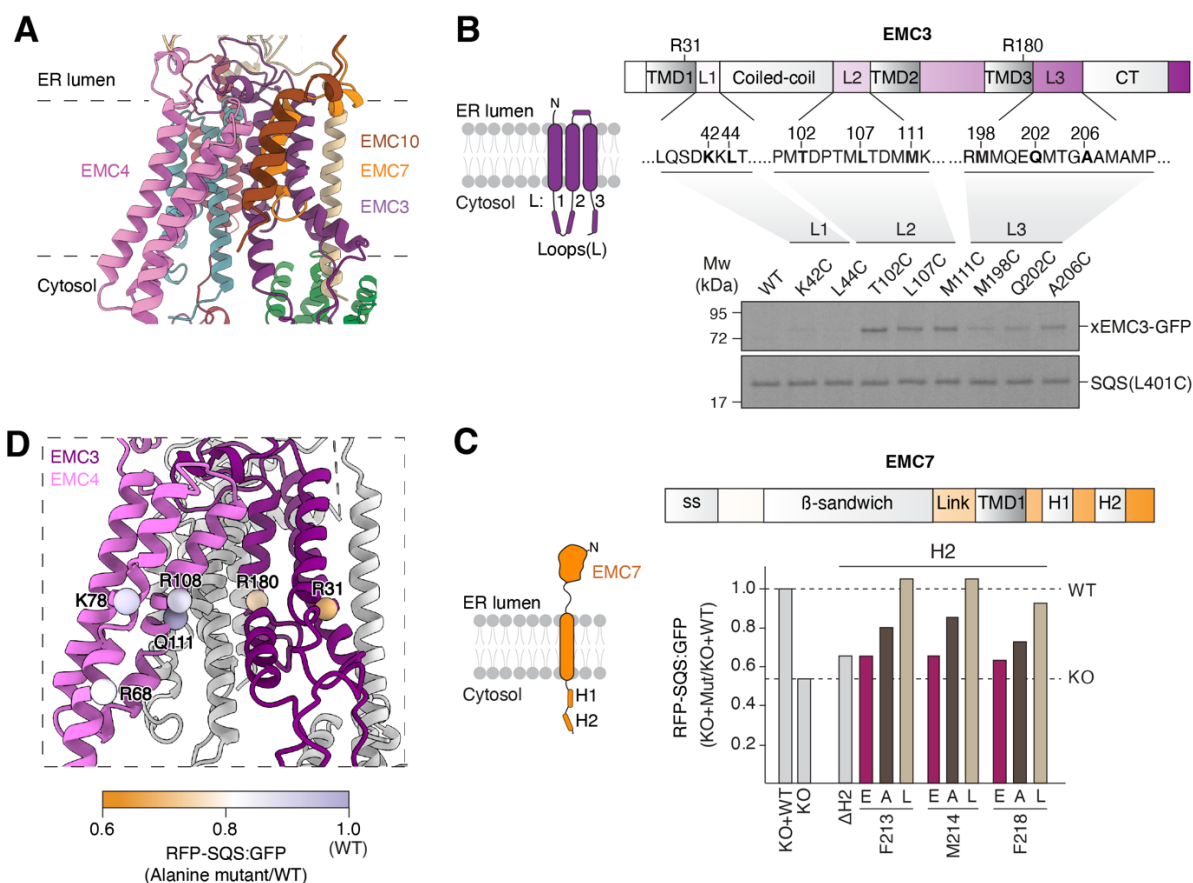 A
ER lumen
EMC4
EMC10
EMC7
EMC3
Cytosol
B
EMC3
R31
R180
TMD1 L1 Coiled-coil L2 TMD2 TMD3 L3 CT
ER lumen
N
42 44 102 107 111 198 202 206
...LQSDKKLT.....PMTDPTMLTDMMK... ...RMMQEQMTGAAMAMP...
Cytosol
L: 1 2 3
Loops(L)
L1 L2 L3
Mw
(kDa)
WT K42C L44C T102C L107C M111C M198C Q202C A206C
95
72
xEMC3-GFP
17
SQS(L401C)
D
EMC3
EMC4
K78
R108
R180
R31
Q111
R68
0.6 0.8 1.0
(WT)
RFP-SQS:GFP
(Alanine mutant/WT)
C
EMC7
ss ß-sandwich Link TMD1 H1 H2
N
EMC7
ER lumen
Cytosol
H1
H2
H2
RFP-SQS:GFP
(KO+Mut/KO+WT)
1.0
0.8
0.6
0.4
0.2
WT
KO
KO+WT
KO
ΔH2
E A L E A L E A L
F213 M214 F218